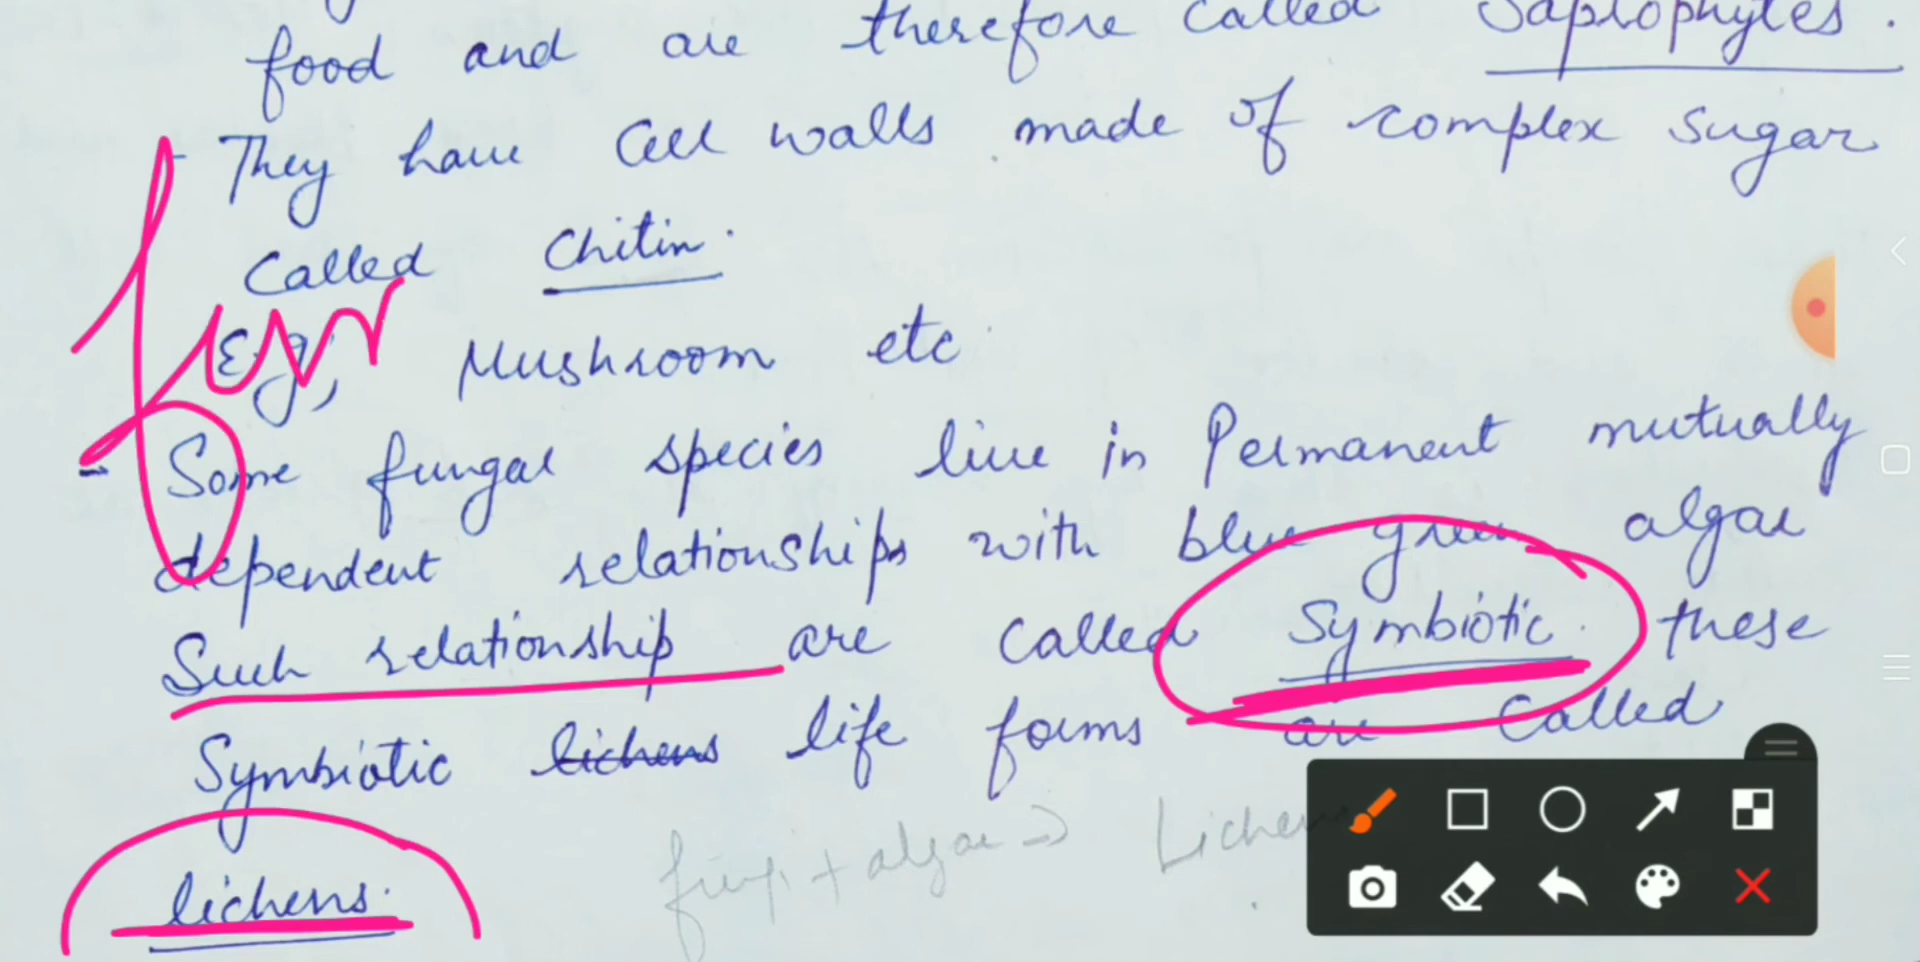 food and are therefore called Saprophytes.
- They have Cell walls made of complex sugar
Called Chitin.
Eg, Mushroom etc
- Some fungal species live in Permanent mutually
dependent relationships with blue green algae
Such relationship are called Symbiotic. these
Symbiotic lichens life forms are called
lichens.
fungi + algae => Lichens